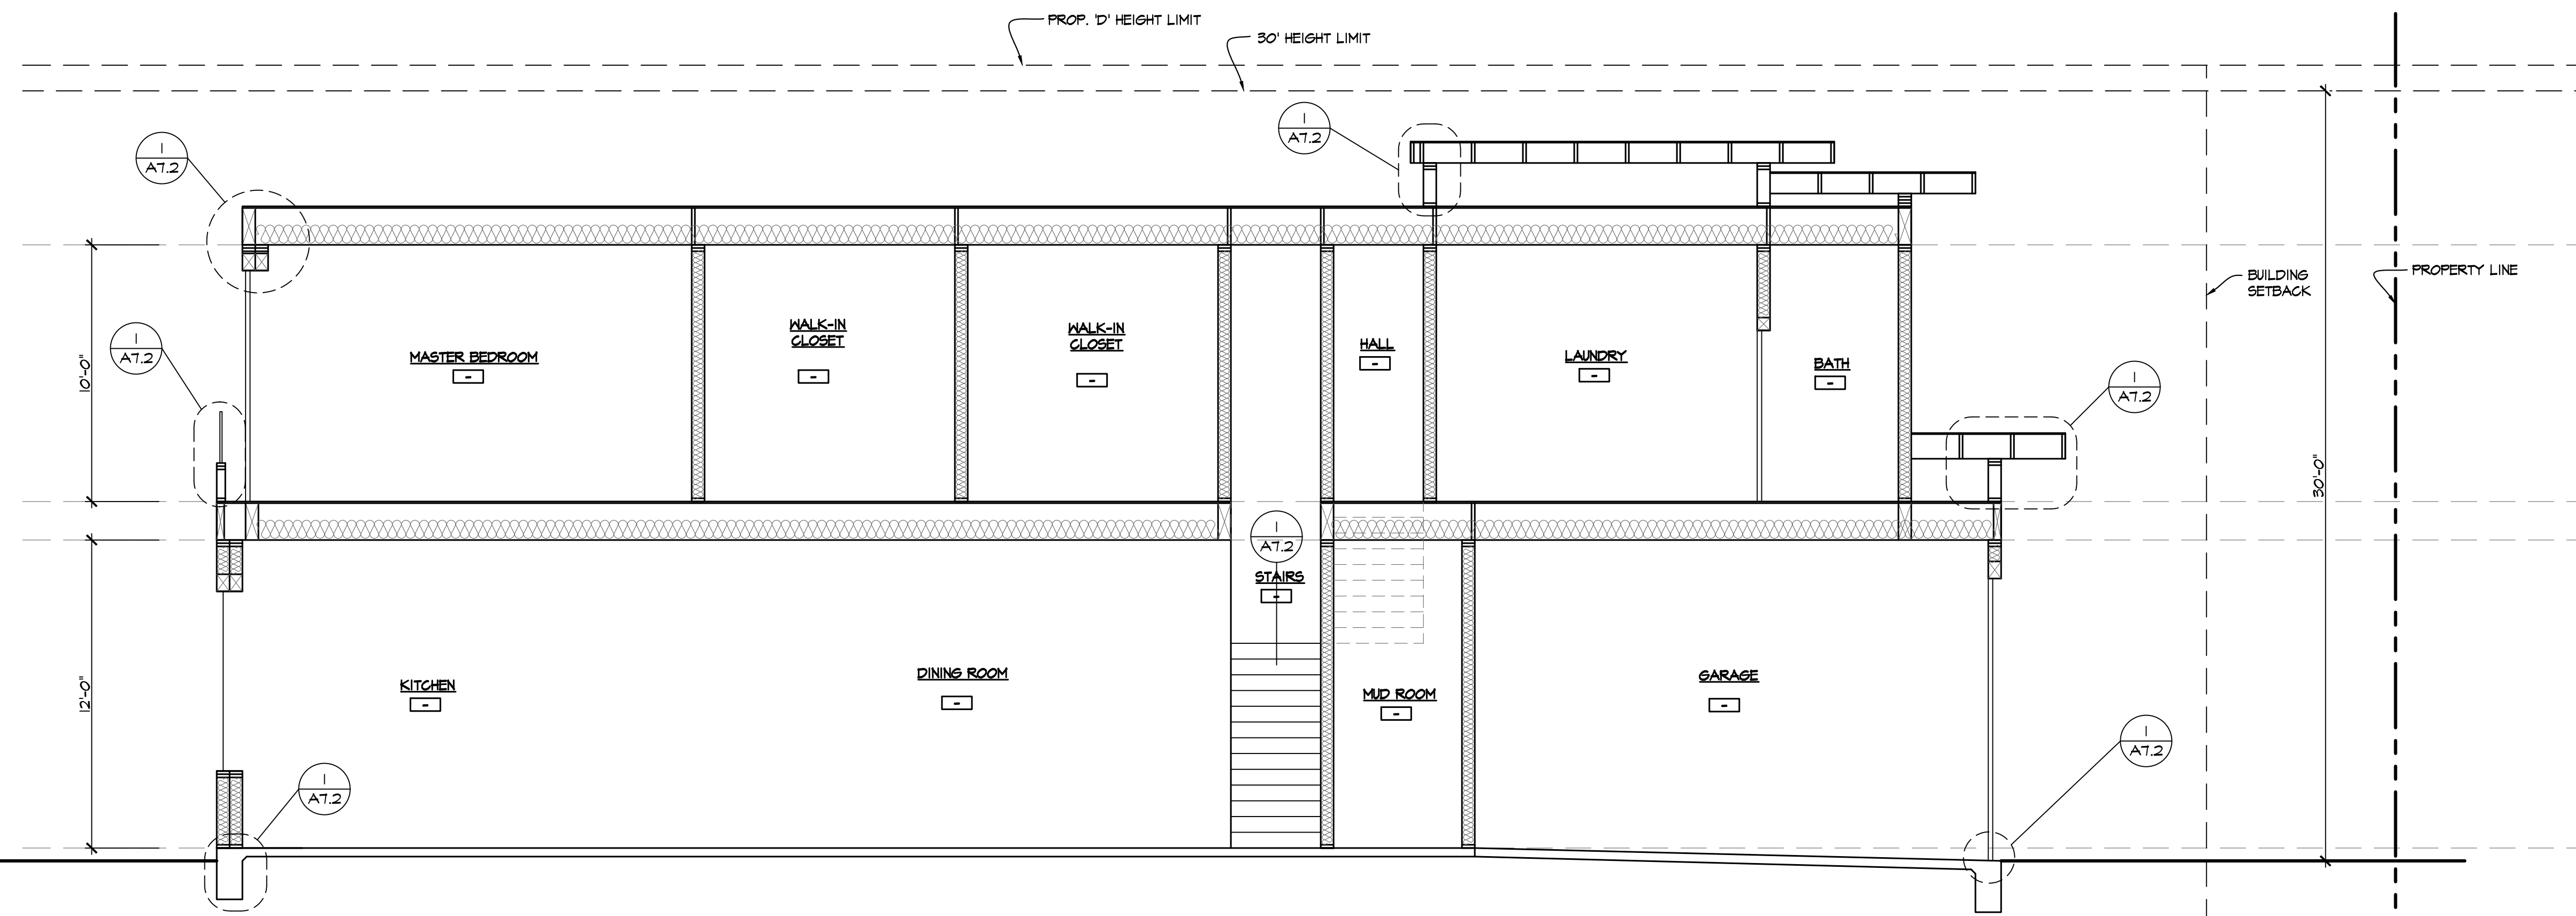 PROP. 'D' HEIGHT LIMIT
30' HEIGHT LIMIT
1
A7.2
1
A7.2
BUILDING
SETBACK
PROPERTY LINE
1
A7.2
WALK-IN
CLOSET
-
WALK-IN
CLOSET
-
MASTER BEDROOM
-
HALL
-
LAUNDRY
-
BATH
-
10'-0"
1
A7.2
30'-0"
1
A7.2
STAIRS
-
12'-0"
KITCHEN
-
DINING ROOM
-
MUD ROOM
-
GARAGE
-
1
A7.2
1
A7.2